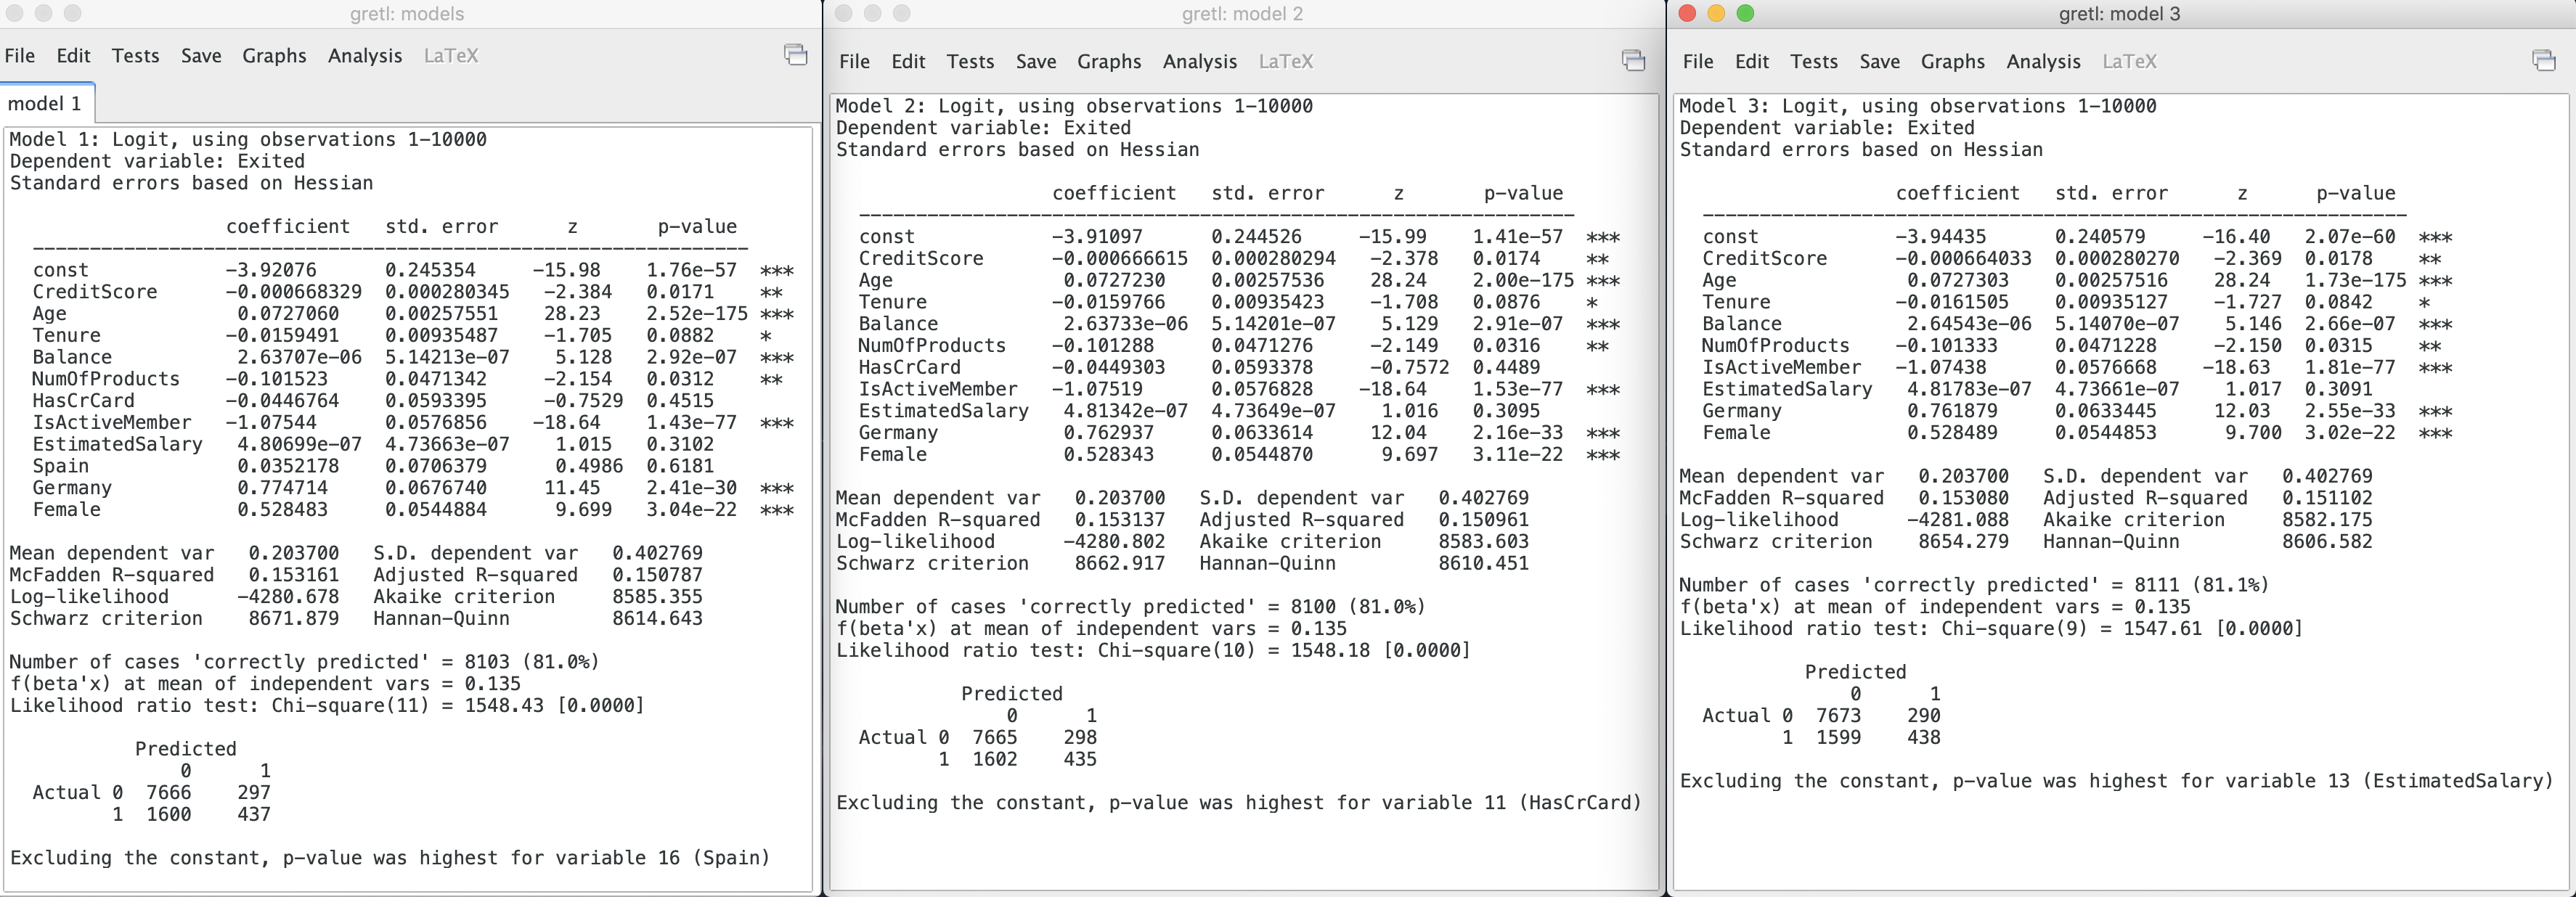 gretl: models
File Edit Tests Save Graphs Analysis LaTeX
model 1
Model 1: Logit, using observations 1-10000
Dependent variable: Exited
Standard errors based on Hessian
coefficient std. error z p-value
const -3.92076 0.245354 -15.98 1.76e-57 ***
CreditScore -0.000668329 0.000280345 -2.384 0.0171 **
Age 0.0727060 0.00257551 28.23 2.52e-175 ***
Tenure -0.0159491 0.00935487 -1.705 0.0882 *
Balance 2.63707e-06 5.14213e-07 5.128 2.92e-07 ***
NumOfProducts -0.101523 0.0471342 -2.154 0.0312 **
HasCrCard -0.0446764 0.0593395 -0.7529 0.4515
IsActiveMember -1.07544 0.0576856 -18.64 1.43e-77 ***
EstimatedSalary 4.80699e-07 4.73663e-07 1.015 0.3102
Spain 0.0352178 0.0706379 0.4986 0.6181
Germany 0.774714 0.0676740 11.45 2.41e-30 ***
Female 0.528483 0.0544884 9.699 3.04e-22 ***
Mean dependent var 0.203700 S.D. dependent var 0.402769
McFadden R-squared 0.153161 Adjusted R-squared 0.150787
Log-likelihood -4280.678 Akaike criterion 8585.355
Schwarz criterion 8671.879 Hannan-Quinn 8614.643
Number of cases 'correctly predicted' = 8103 (81.0%)
f(beta'x) at mean of independent vars = 0.135
Likelihood ratio test: Chi-square(11) = 1548.43 [0.0000]
Predicted
0 1
Actual 0 7666 297
1 1600 437
Excluding the constant, p-value was highest for variable 16 (Spain)
gretl: model 2
File Edit Tests Save Graphs Analysis LaTeX
Model 2: Logit, using observations 1-10000
Dependent variable: Exited
Standard errors based on Hessian
coefficient std. error z p-value
const -3.91097 0.244526 -15.99 1.41e-57 ***
CreditScore -0.000666615 0.000280294 -2.378 0.0174 **
Age 0.0727230 0.00257536 28.24 2.00e-175 ***
Tenure -0.0159766 0.00935423 -1.708 0.0876 *
Balance 2.63733e-06 5.14201e-07 5.129 2.91e-07 ***
NumOfProducts -0.101288 0.0471276 -2.149 0.0316 **
HasCrCard -0.0449303 0.0593378 -0.7572 0.4489
IsActiveMember -1.07519 0.0576828 -18.64 1.53e-77 ***
EstimatedSalary 4.81342e-07 4.73649e-07 1.016 0.3095
Germany 0.762937 0.0633614 12.04 2.16e-33 ***
Female 0.528343 0.0544870 9.697 3.11e-22 ***
Mean dependent var 0.203700 S.D. dependent var 0.402769
McFadden R-squared 0.153137 Adjusted R-squared 0.150961
Log-likelihood -4280.802 Akaike criterion 8583.603
Schwarz criterion 8662.917 Hannan-Quinn 8610.451
Number of cases 'correctly predicted' = 8100 (81.0%)
f(beta'x) at mean of independent vars = 0.135
Likelihood ratio test: Chi-square(10) = 1548.18 [0.0000]
Predicted
0 1
Actual 0 7665 298
1 1602 435
Excluding the constant, p-value was highest for variable 11 (HasCrCard)
gretl: model 3
File Edit Tests Save Graphs Analysis LaTeX
Model 3: Logit, using observations 1-10000
Dependent variable: Exited
Standard errors based on Hessian
coefficient std. error z p-value
const -3.94435 0.240579 -16.40 2.07e-60 ***
CreditScore -0.000664033 0.000280270 -2.369 0.0178 **
Age 0.0727303 0.00257516 28.24 1.73e-175 ***
Tenure -0.0161505 0.00935127 -1.727 0.0842 *
Balance 2.64543e-06 5.14070e-07 5.146 2.66e-07 ***
NumOfProducts -0.101333 0.0471228 -2.150 0.0315 **
IsActiveMember -1.07438 0.0576668 -18.63 1.81e-77 ***
EstimatedSalary 4.81783e-07 4.73661e-07 1.017 0.3091
Germany 0.761879 0.0633445 12.03 2.55e-33 ***
Female 0.528489 0.0544853 9.700 3.02e-22 ***
Mean dependent var 0.203700 S.D. dependent var 0.402769
McFadden R-squared 0.153080 Adjusted R-squared 0.151102
Log-likelihood -4281.088 Akaike criterion 8582.175
Schwarz criterion 8654.279 Hannan-Quinn 8606.582
Number of cases 'correctly predicted' = 8111 (81.1%)
f(beta'x) at mean of independent vars = 0.135
Likelihood ratio test: Chi-square(9) = 1547.61 [0.0000]
Predicted
0 1
Actual 0 7673 290
1 1599 438
Excluding the constant, p-value was highest for variable 13 (EstimatedSalary)